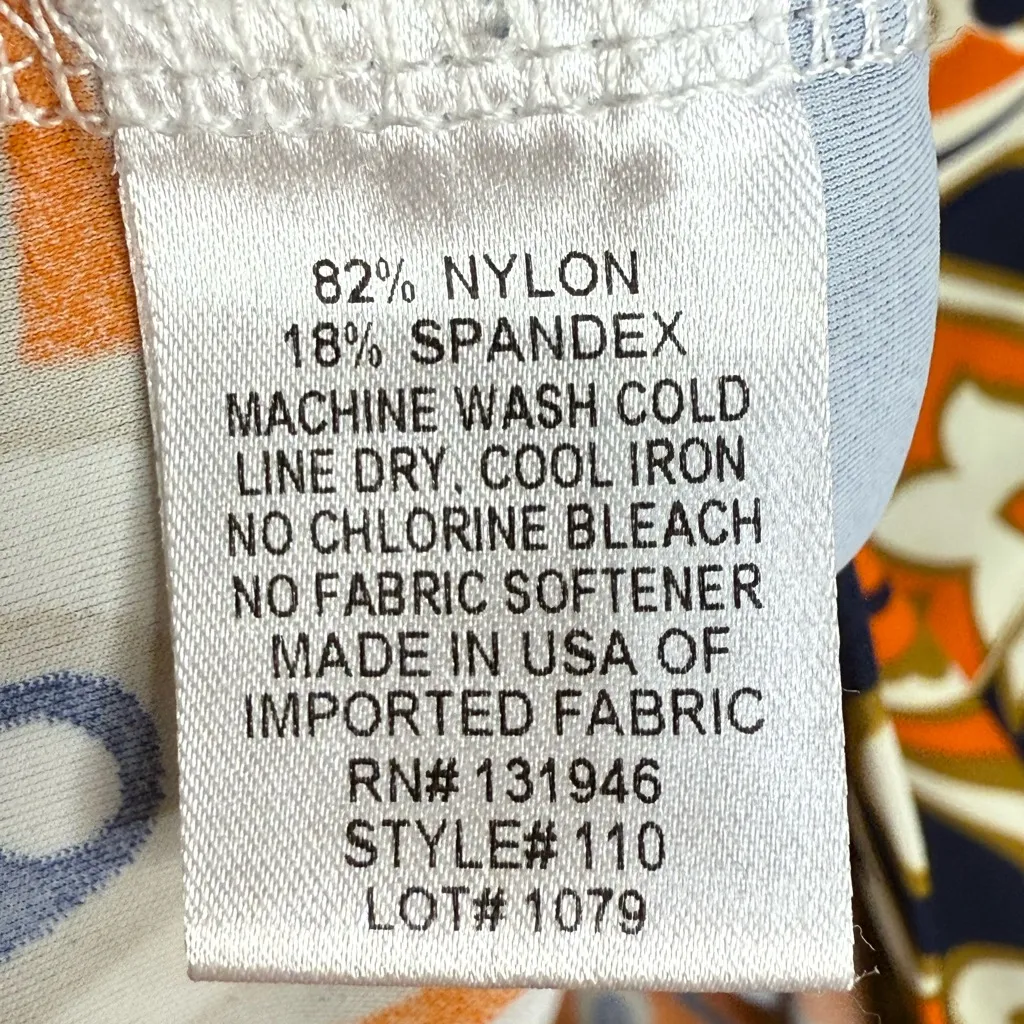 82% NYLON
18% SPANDEX
MACHINE WASH COLD
LINE DRY, COOL IRON
NO CHLORINE BLEACH
NO FABRIC SOFTENER
MADE IN USA OF
IMPORTED FABRIC
RN# 131946
STYLE# 110
LOT# 1079